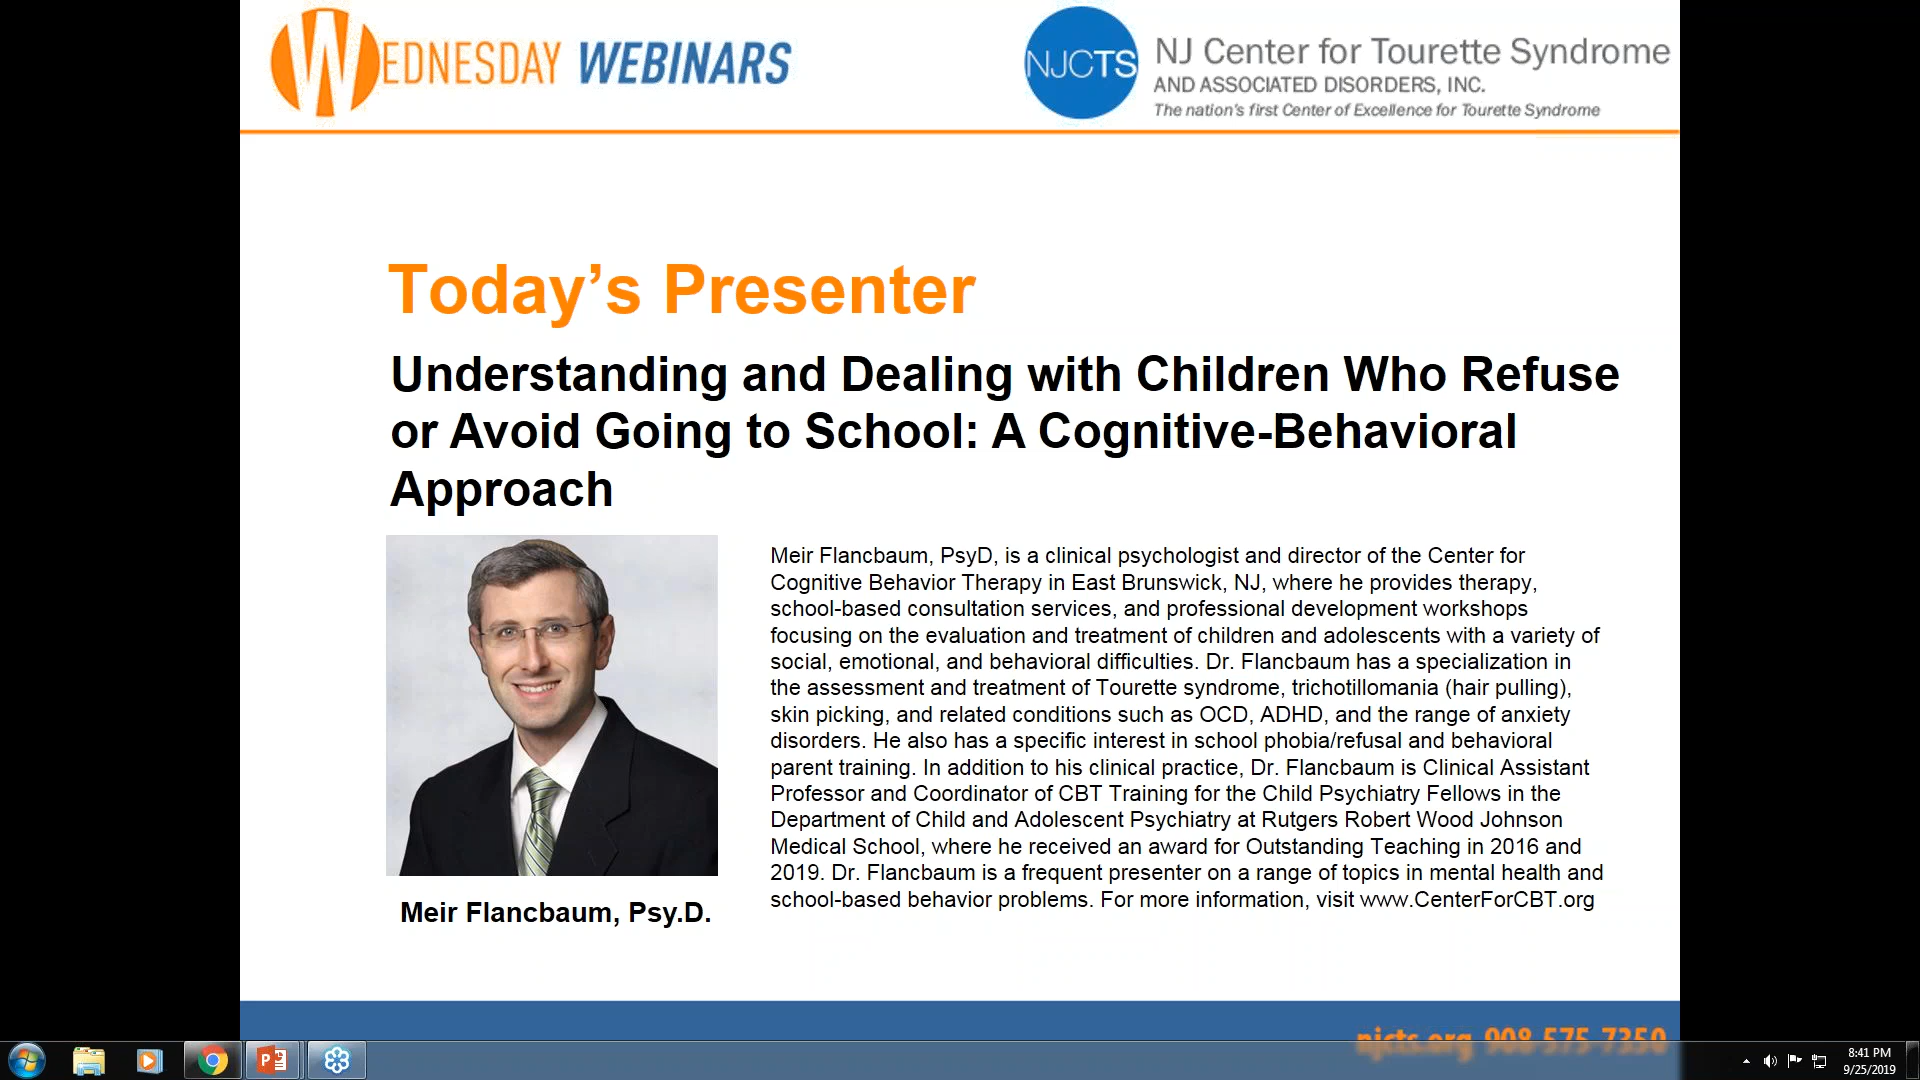 WEDNESDAY WEBINARS
NJCTS
NJ Center for Tourette Syndrome
AND ASSOCIATED DISORDERS, INC.
The nation's first Center of Excellence for Tourette Syndrome
Today’s Presenter
Understanding and Dealing with Children Who Refuse
or Avoid Going to School: A Cognitive-Behavioral
Approach
Meir Flancbaum, PsyD, is a clinical psychologist and director of the Center for
Cognitive Behavior Therapy in East Brunswick, NJ, where he provides therapy,
school-based consultation services, and professional development workshops
focusing on the evaluation and treatment of children and adolescents with a variety of
social, emotional, and behavioral difficulties. Dr. Flancbaum has a specialization in
the assessment and treatment of Tourette syndrome, trichotillomania (hair pulling),
skin picking, and related conditions such as OCD, ADHD, and the range of anxiety
disorders. He also has a specific interest in school phobia/refusal and behavioral
parent training. In addition to his clinical practice, Dr. Flancbaum is Clinical Assistant
Professor and Coordinator of CBT Training for the Child Psychiatry Fellows in the
Department of Child and Adolescent Psychiatry at Rutgers Robert Wood Johnson
Medical School, where he received an award for Outstanding Teaching in 2016 and
2019. Dr. Flancbaum is a frequent presenter on a range of topics in mental health and
school-based behavior problems. For more information, visit www.CenterForCBT.org
Meir Flancbaum, Psy.D.
njcts.org 908-575-7350
P
8:41 PM
9/25/2019